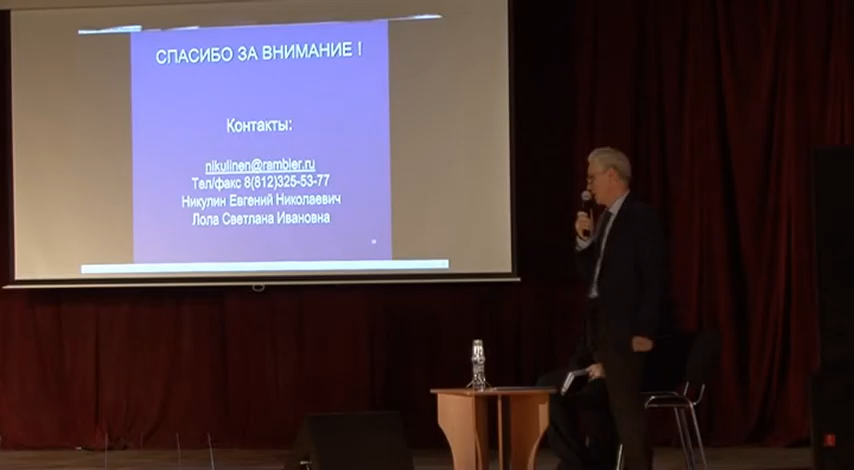 СПАСИБО ЗА ВНИМАНИЕ !
Контакты:
nikulinen@rambler.ru
Тел/факс 8(812)325-53-77
Никулин Евгений Николаевич
Лола Светлана Ивановна